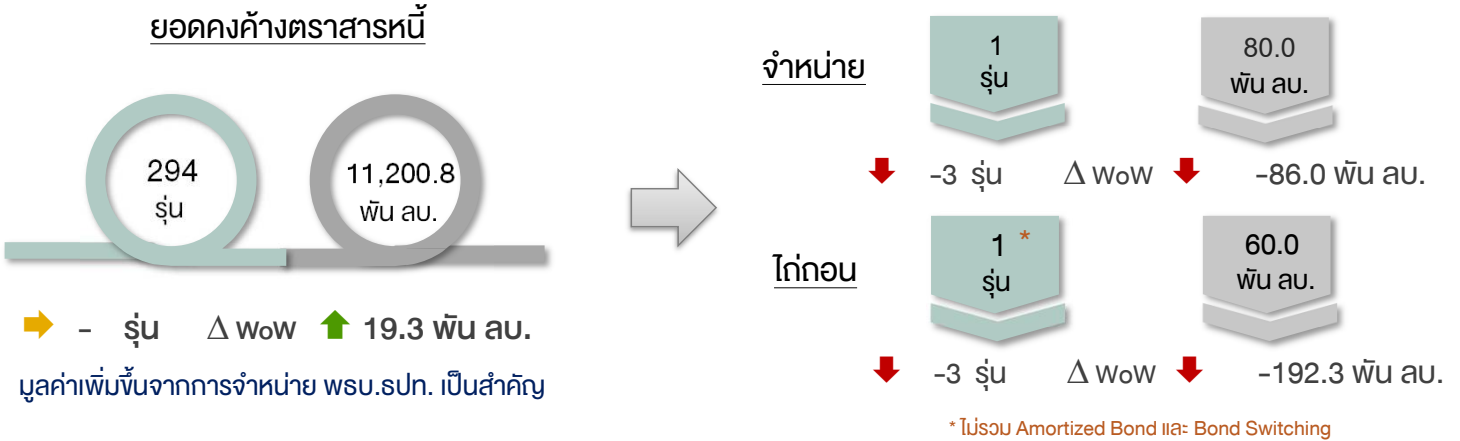 ยอดคงค้างตราสารหนี้
294
รุ่น
11,200.8
พัน ลบ.
- รุ่น Δ WoW 19.3 พัน ลบ.
มูลค่าเพิ่มขึ้นจากการจำหน่าย พธบ.ธปท. เป็นสำคัญ
จำหน่าย
1
รุ่น
80.0
พัน ลบ.
-3 รุ่น Δ WoW -86.0 พัน ลบ.
ไถ่ถอน
1 *
รุ่น
60.0
พัน ลบ.
-3 รุ่น Δ WoW -192.3 พัน ลบ.
* ไม่รวม Amortized Bond และ Bond Switching